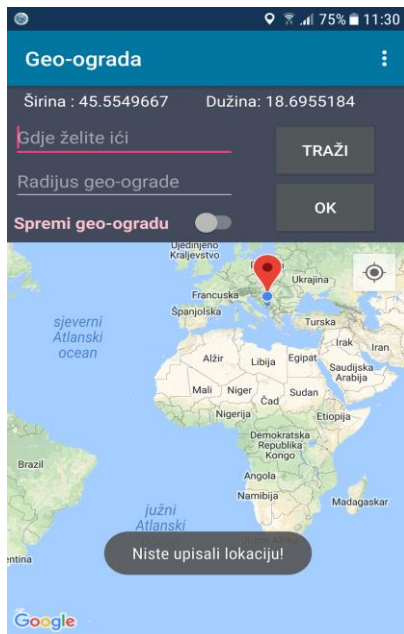 75% 11:30
Geo-ograda
Širina : 45.5549667 Dužina: 18.6955184
Gdje želite ići
TRAŽI
Radijus geo-ograde
OK
Spremi geo-ogradu
Ujedinjeno
Kraljevstvo
Ukrajina
Francuska
Španjolska
Turska
sjeverni
Atlanski
ocean
Irak
Iran
Alžir
Libija
Egipat
Saudijska
Arabija
Mali
Niger
Čad
Sudan
Nigerija
Etiopija
Demokratska
Republika
Kongo
Brazil
Angola
Namibija
Madagaskar
južni
Atlanski
Niste upisali lokaciju!
entina
Google